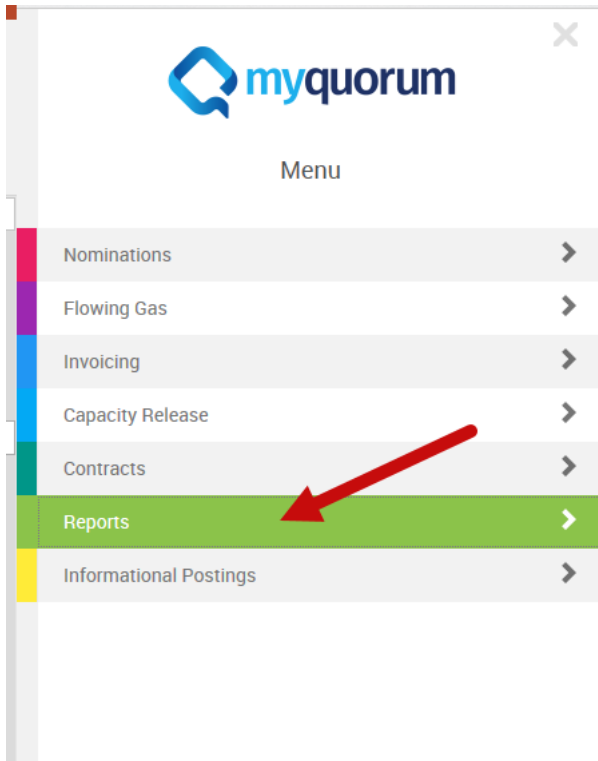 myquorum
Menu
Nominations
Flowing Gas
Invoicing
Capacity Release
Contracts
Reports
Informational Postings